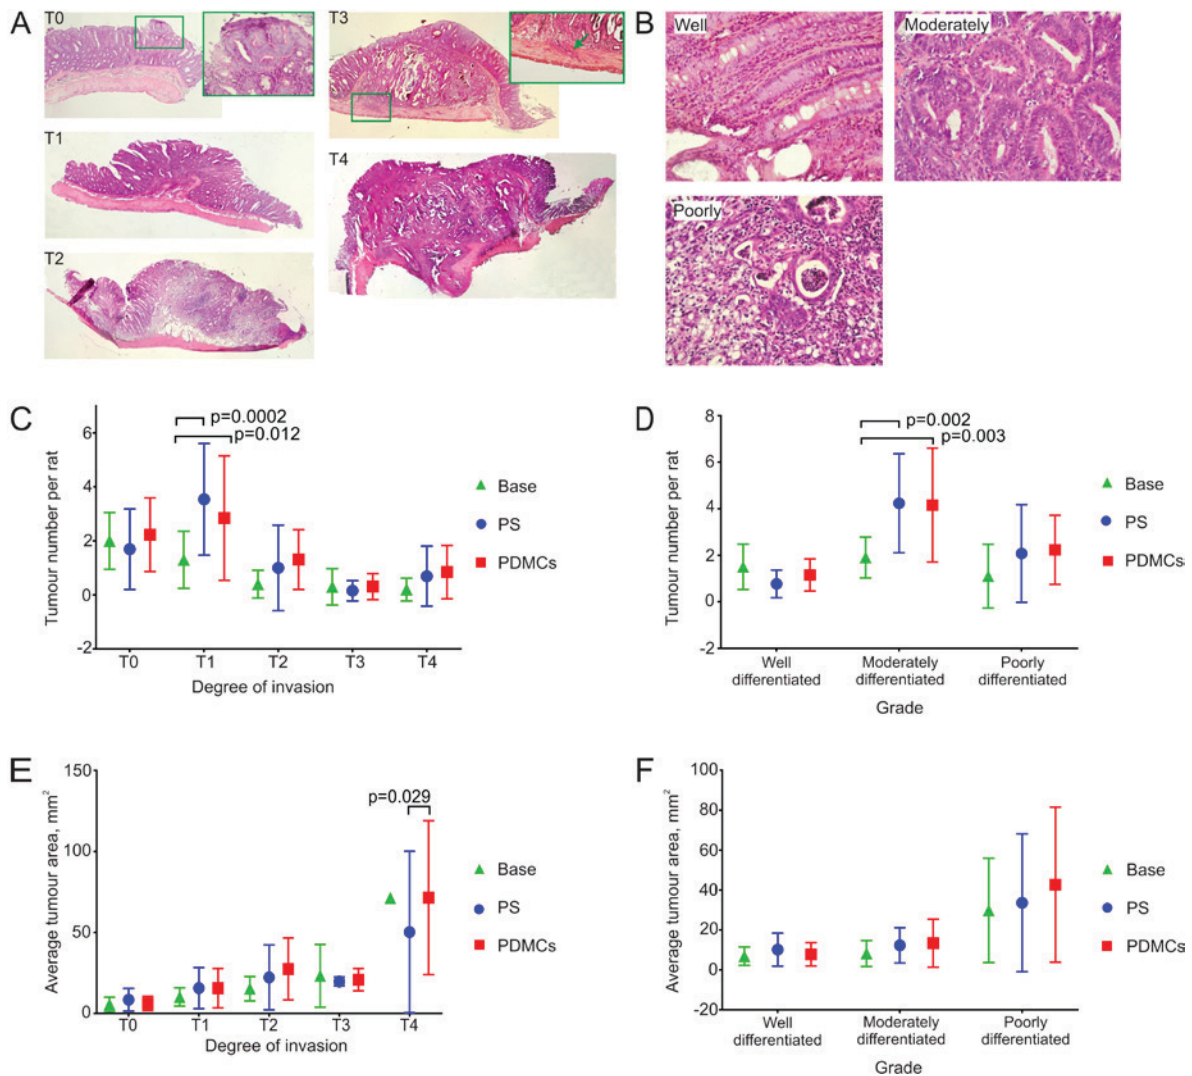 A
T0
T3
T1
T4
T2
B
Well
Moderately
Poorly
C
Tumour number per rat
6
4
2
0
-2
p=0.0002
p=0.012
T0
T1
T2
T3
T4
Degree of invasion
Base
PS
PDMCs
D
Tumour number per rat
8
6
4
2
0
-2
p=0.002
p=0.003
Well
differentiated
Moderately
differentiated
Poorly
differentiated
Grade
Base
PS
PDMCs
E
Average tumour area, mm²
150
100
50
0
p=0.029
T0
T1
T2
T3
T4
Degree of invasion
Base
PS
PDMCs
F
Average tumour area, mm²
100
80
60
40
20
0
-20
Well
differentiated
Moderately
differentiated
Poorly
differentiated
Grade
Base
PS
PDMCs